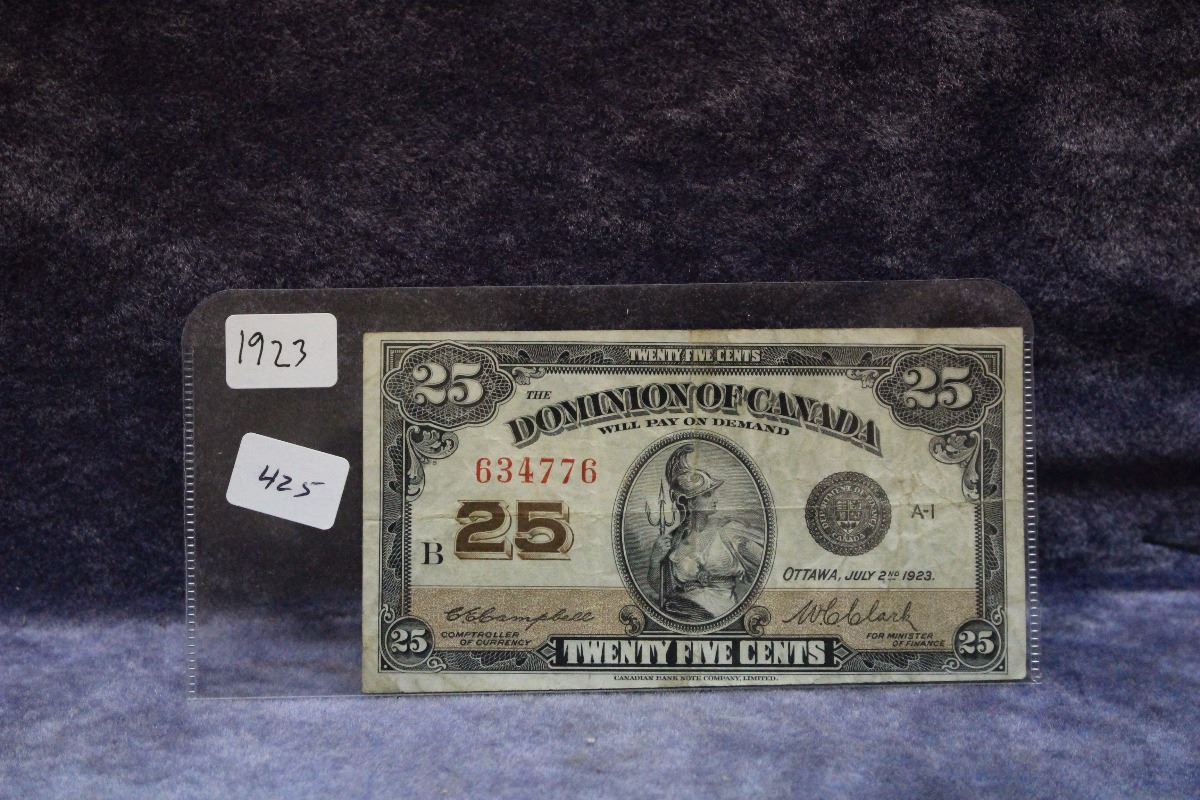 1923
425
TWENTY FIVE CENTS
25 25
THE
DOMINION OF CANADA
WILL PAY ON DEMAND
634776
25
B
A-1
OTTAWA, JULY 2ND 1923.
C E Campbell
W C Clark
COMPTROLLER
OF CURRENCY
FOR MINISTER
OF FINANCE
25 TWENTY FIVE CENTS 25
CANADIAN BANK NOTE COMPANY, LIMITED.